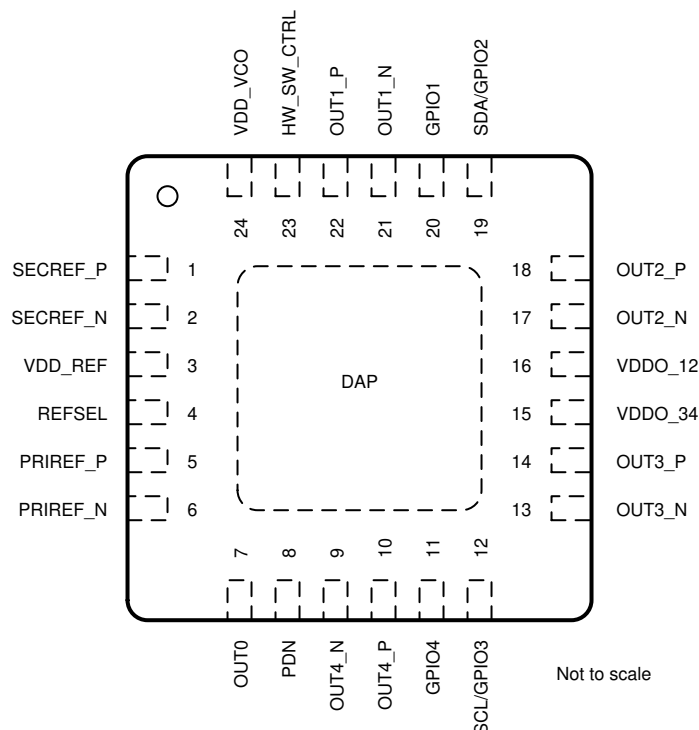 VDD_VCO
HW_SW_CTRL
OUT1_P
OUT1_N
GPIO1
SDA/GPIO2
24
23
22
21
20
19
SECREF_P
1
18
OUT2_P
SECREF_N
2
17
OUT2_N
VDD_REF
3
16
VDDO_12
DAP
REFSEL
4
15
VDDO_34
PRIREF_P
5
14
OUT3_P
PRIREF_N
6
13
OUT3_N
7
8
9
10
11
12
OUT0
PDN
OUT4_N
OUT4_P
GPIO4
SCL/GPIO3
Not to scale